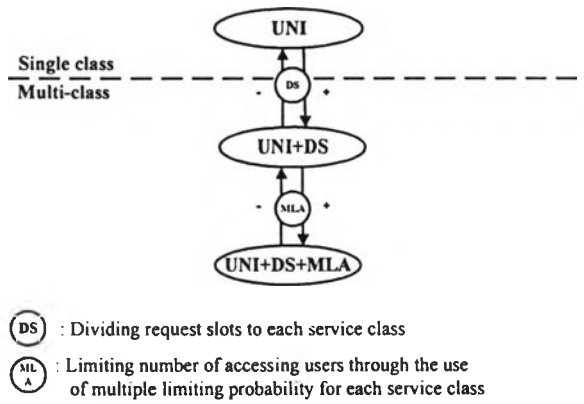 UNI
Single class
DS
Multi-class
- +
UNI+DS
- MLA +
UNI+DS+MLA
DS : Dividing request slots to each service class
ML
A : Limiting number of accessing users through the use
of multiple limiting probability for each service class